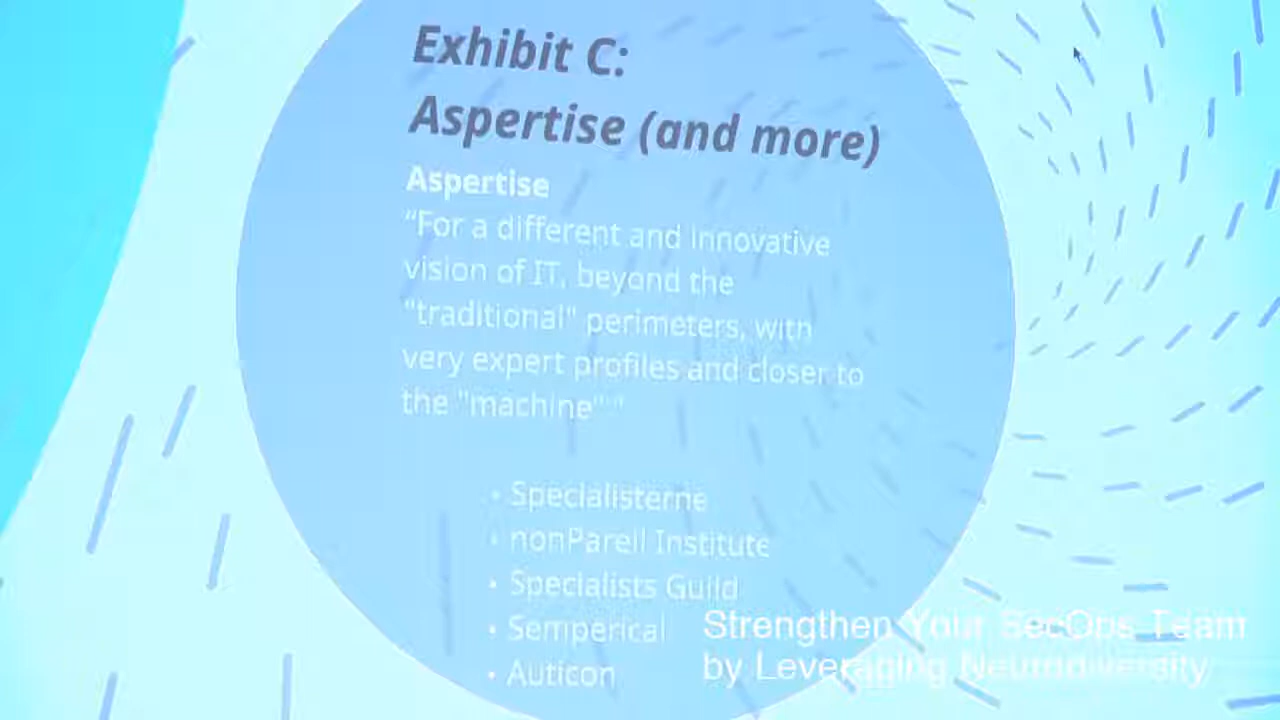 Exhibit C:
Aspertise (and more)
Aspertise
“For a different and innovative
vision of IT, beyond the
"traditional" perimeters, with
very expert profiles and closer to
the "machine" "
• Specialisterne
• nonPareil Institute
• Specialists Guild
• Semperical
• Auticon
Strengthen Your SecOps Team
by Leveraging Neurodiversity